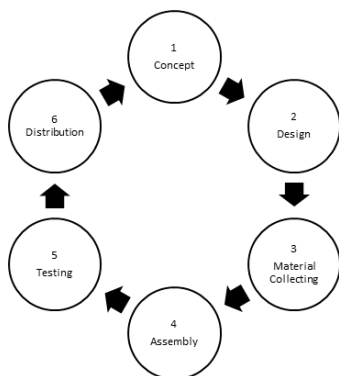 1
Concept
2
Design
3
Material
Collecting
4
Assembly
5
Testing
6
Distribution